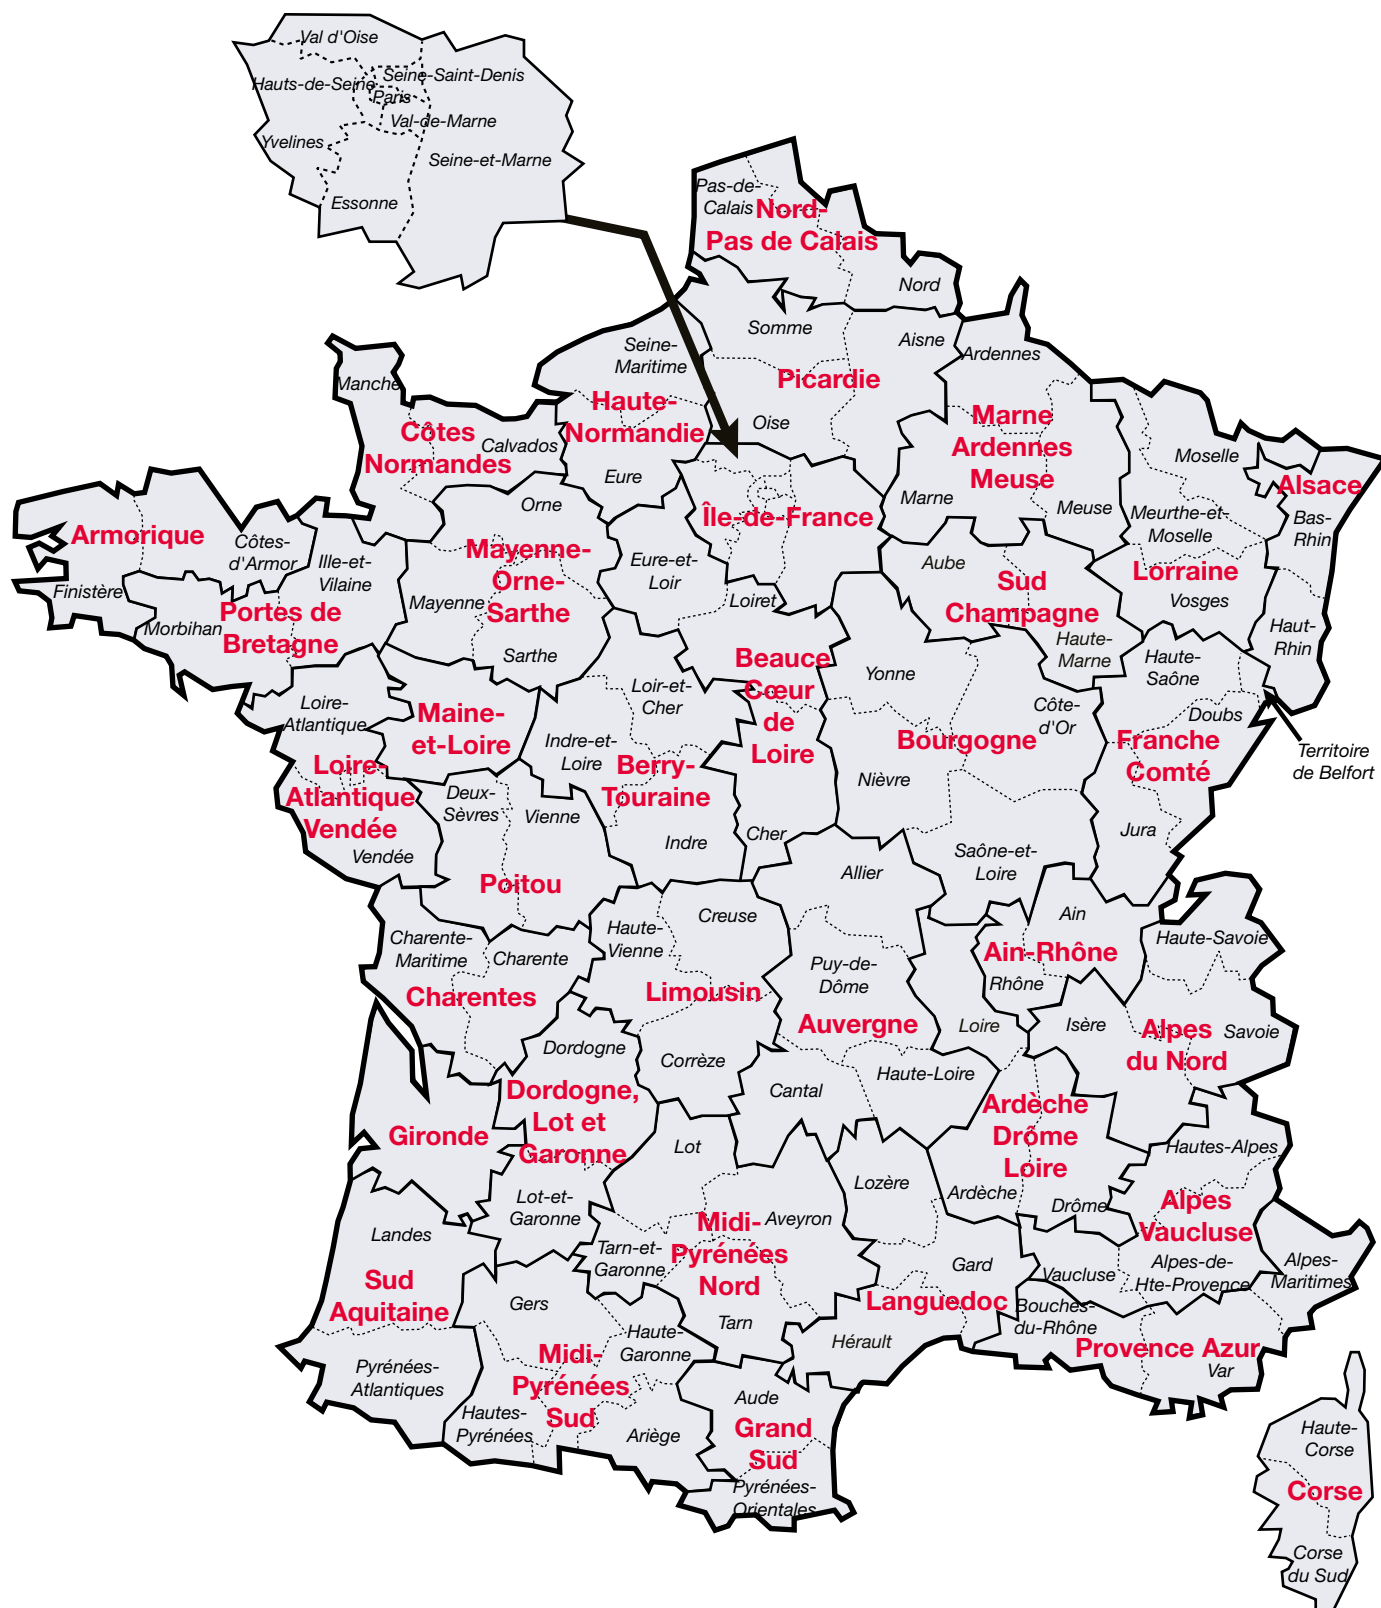 Val d'Oise
Seine-Saint-Denis
Hauts-de-Seine
Paris
Val-de-Marne
Yvelines
Seine-et-Marne
Essonne
Pas-de-
Calais
Nord-
Pas de Calais
Nord
Somme
Aisne
Picardie
Oise
Seine-
Maritime
Haute-
Normandie
Eure
Manche
Côtes
Normandes
Calvados
Ardennes
Marne
Ardennes
Meuse
Marne
Meuse
Moselle
Meurthe-et-
Moselle
Lorraine
Vosges
Alsace
Bas-
Rhin
Haut-
Rhin
Île-de-France
Orne
Mayenne-
Orne-
Sarthe
Mayenne
Sarthe
Armorique
Côtes-
d'Armor
Finistère
Ille-et-
Vilaine
Portes de
Bretagne
Morbihan
Eure-et-
Loir
Loiret
Beauce
Cœur
de
Loire
Cher
Aube
Sud
Champagne
Haute-
Marne
Yonne
Côte-
d'Or
Bourgogne
Nièvre
Saône-et-
Loire
Haute-
Saône
Doubs
Franche
Comté
Jura
Territoire
de Belfort
Loire-
Atlantique
Loire-
Atlantique
Vendée
Vendée
Maine-
et-Loire
Loir-et-
Cher
Indre-et-
Loire
Berry-
Touraine
Indre
Deux-
Sèvres
Vienne
Poitou
Charente-
Maritime
Charente
Charentes
Haute-
Vienne
Creuse
Limousin
Corrèze
Allier
Puy-de-
Dôme
Auvergne
Cantal
Haute-Loire
Loire
Ain
Ain-Rhône
Rhône
Haute-Savoie
Isère
Alpes
du Nord
Savoie
Ardèche
Drôme
Loire
Ardèche
Drôme
Dordogne
Dordogne,
Lot et
Garonne
Lot-et-
Garonne
Gironde
Landes
Sud
Aquitaine
Pyrénées-
Atlantiques
Lot
Aveyron
Midi-
Pyrénées
Nord
Tarn-et-
Garonne
Tarn
Gers
Haute-
Garonne
Midi-
Pyrénées
Sud
Hautes-
Pyrénées
Ariège
Lozère
Gard
Languedoc
Hérault
Aude
Grand
Sud
Pyrénées-
Orientales
Hautes-Alpes
Alpes
Vaucluse
Vaucluse
Alpes-de-
Hte-Provence
Alpes-
Maritimes
Bouches-
du-Rhône
Provence Azur
Var
Haute-
Corse
Corse
Corse
du Sud